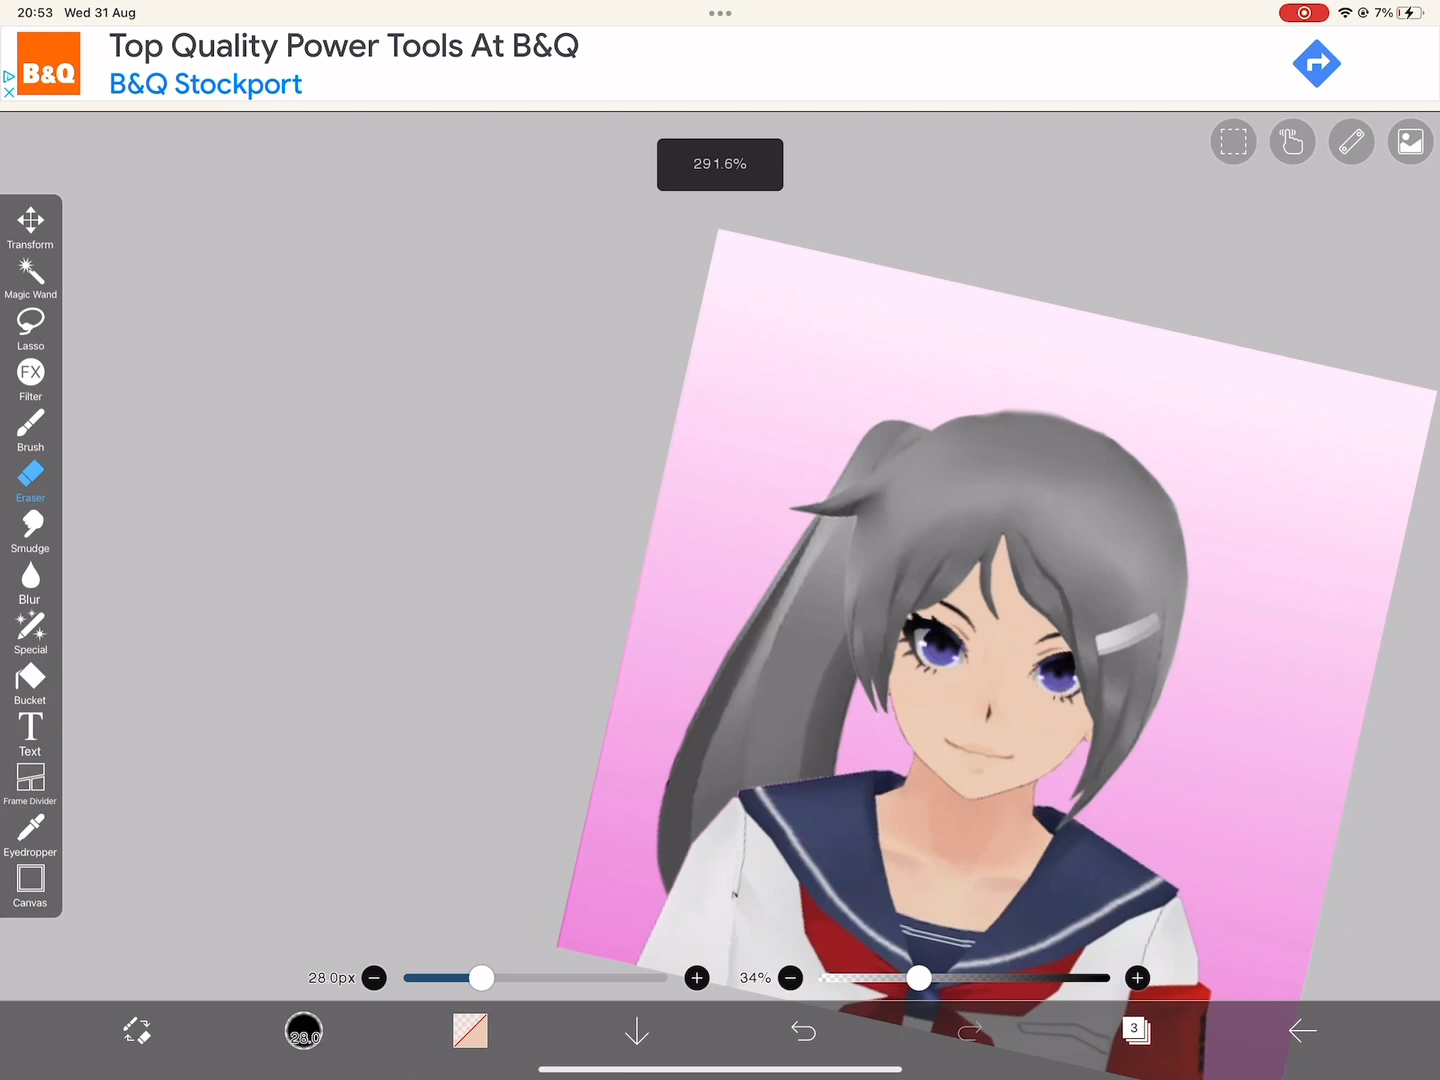 20:53 Wed 31 Aug
7%
Top Quality Power Tools At B&Q
B&Q
B&Q Stockport
291.6%
Transform
Magic Wand
Lasso
FX
Filter
Brush
Eraser
Smudge
Blur
Special
Bucket
T
Text
Frame Divider
Eyedropper
Canvas
28.0px
34%
28.0
3